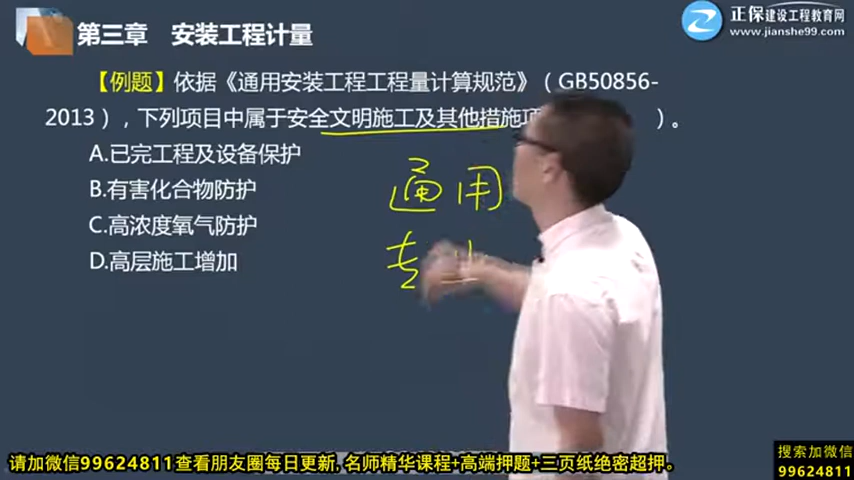 第三章 安装工程计量
正保建设工程教育网
www.jianshe99.com
【例题】依据《通用安装工程工程量计算规范》（GB50856-
2013），下列项目中属于安全文明施工及其他措施项 ）。
A.已完工程及设备保护
B.有害化合物防护
C.高浓度氧气防护
D.高层施工增加
通用
专业
请加微信99624811查看朋友圈每日更新,名师精华课程+高端押题+三页纸绝密超押。
搜索加微信
99624811